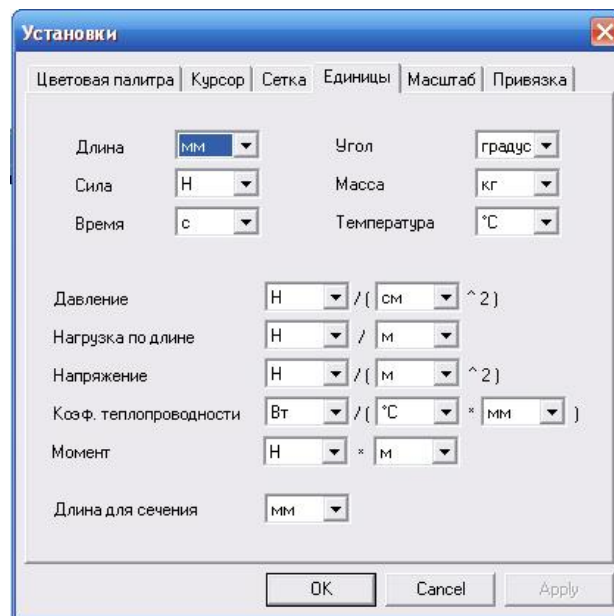 Установки
Цветовая палитра Курсор Сетка Единицы Масштаб Привязка
Длина мм Угол градус
Сила Н Масса кг
Время с Температура °C
Давление Н /( см ^2)
Нагрузка по длине Н / м
Напряжение Н /( м ^2)
Коэф. теплопроводности Вт /( °C * мм )
Момент Н * м
Длина для сечения мм
OK Cancel Apply